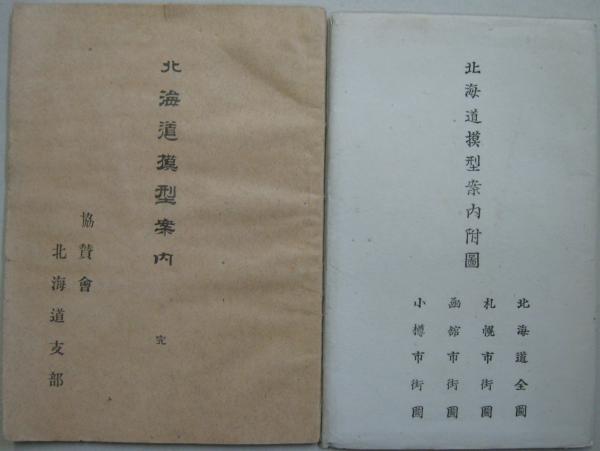 北海道摸型案内
完
協賛會
北海道支部
北海道摸型案内附圖
北海道全圖
札幌市街圖
函館市街圖
小樽市街圖